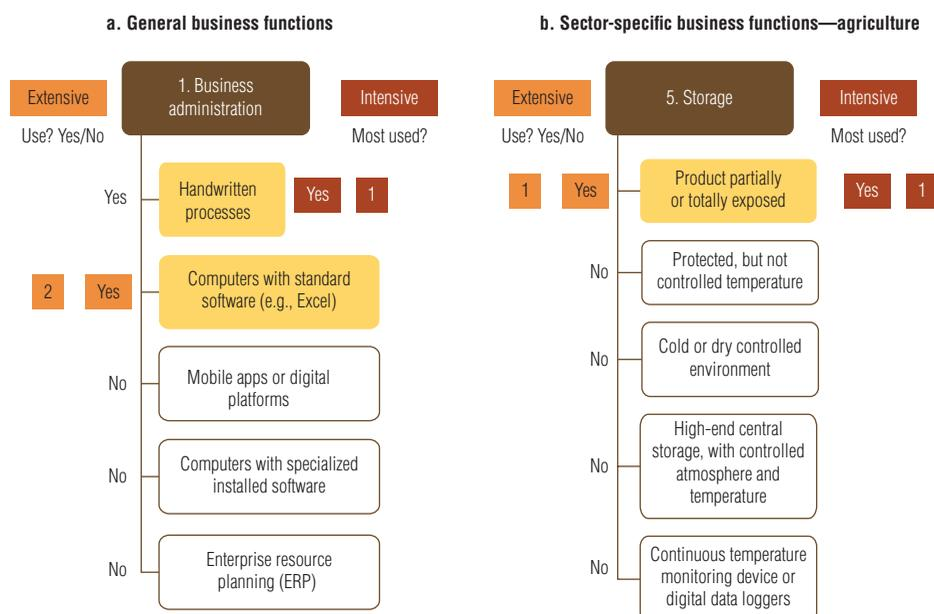 a. General business functions
Extensive
1. Business
administration
Intensive
Use? Yes/No
Most used?
Yes
Handwritten
processes
Yes
1
2
Yes
Computers with standard
software (e.g., Excel)
No
Mobile apps or digital
platforms
No
Computers with specialized
installed software
No
Enterprise resource
planning (ERP)
b. Sector-specific business functions—agriculture
Extensive
5. Storage
Intensive
Use? Yes/No
Most used?
1
Yes
Product partially
or totally exposed
Yes
1
No
Protected, but not
controlled temperature
No
Cold or dry controlled
environment
No
High-end central
storage, with controlled
atmosphere and
temperature
No
Continuous temperature
monitoring device or
digital data loggers